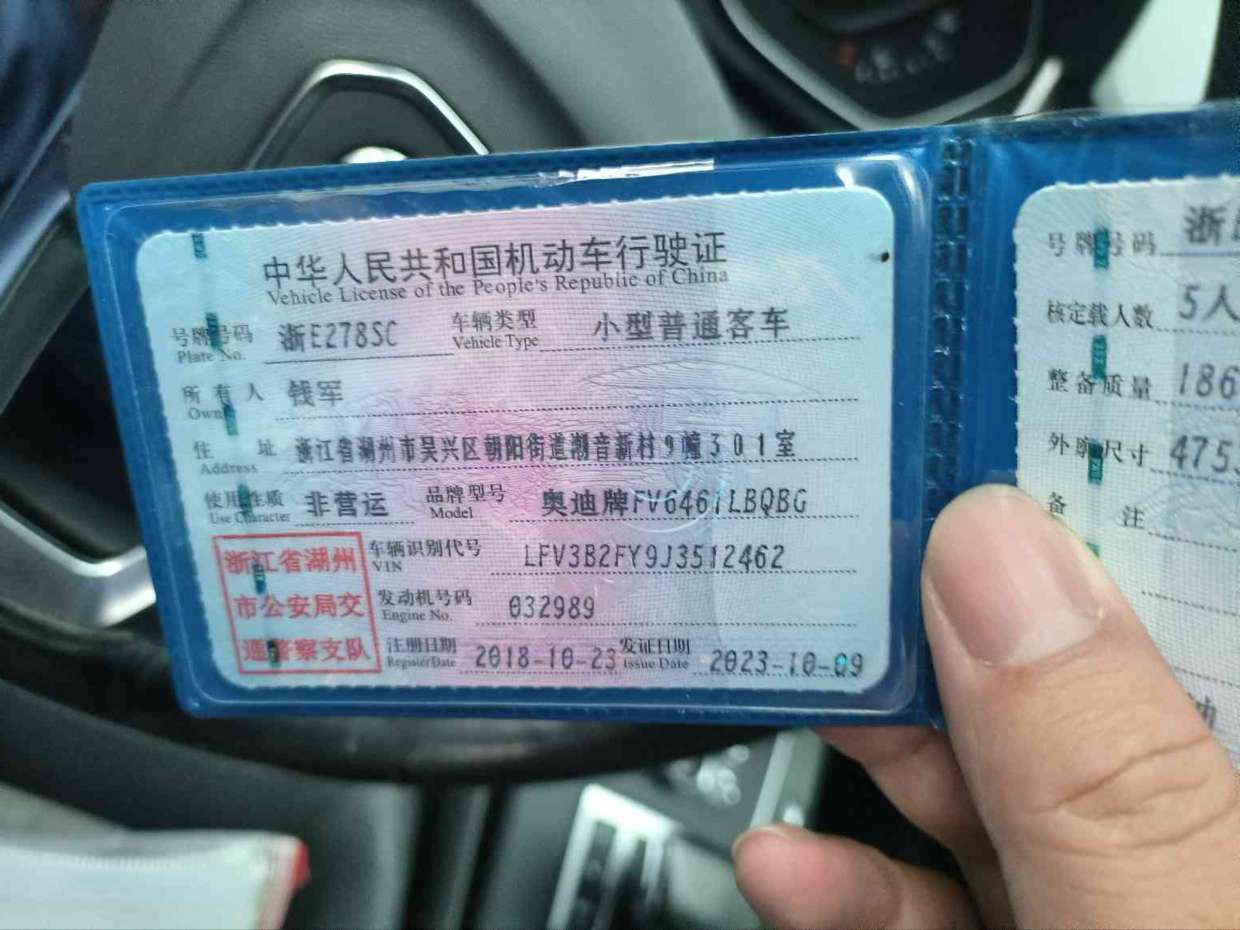 中华人民共和国机动车行驶证
Vehicle License of the People's Republic of China
号牌号码 浙E278SC 车辆类型 小型普通客车
Plate No. Vehicle Type
所有人 钱军
Owner
住址 浙江省湖州市吴兴区朝阳街道潮音新村9幢301室
Address
使用性质 非营运 品牌型号 奥迪牌FV6461LBQBG
Use Character Model
浙江省湖州
市公安局交
通警察支队
车辆识别代号 LFV3B2FY9J3512462
VIN
发动机号码 032989
Engine No.
注册日期 2018-10-23 发证日期 2023-10-09
Register Date Issue Date
号牌号码 浙
核定载人数 5人
整备质量 186
外廓尺寸 475
备注